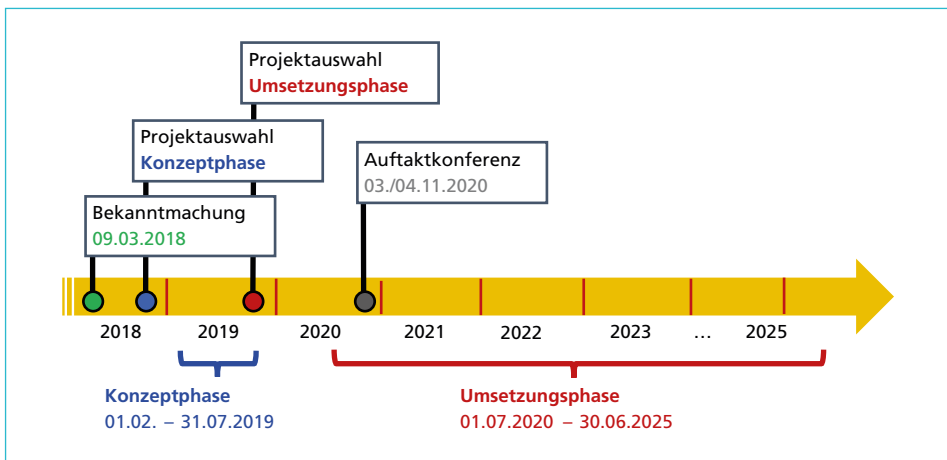 Projektauswahl
Umsetzungsphase
Projektauswahl
Konzeptphase
Auftaktkonferenz
03./04.11.2020
Bekanntmachung
09.03.2018
2018 2019 2020 2021 2022 2023 ... 2025
Konzeptphase
01.02. – 31.07.2019
Umsetzungsphase
01.07.2020 – 30.06.2025